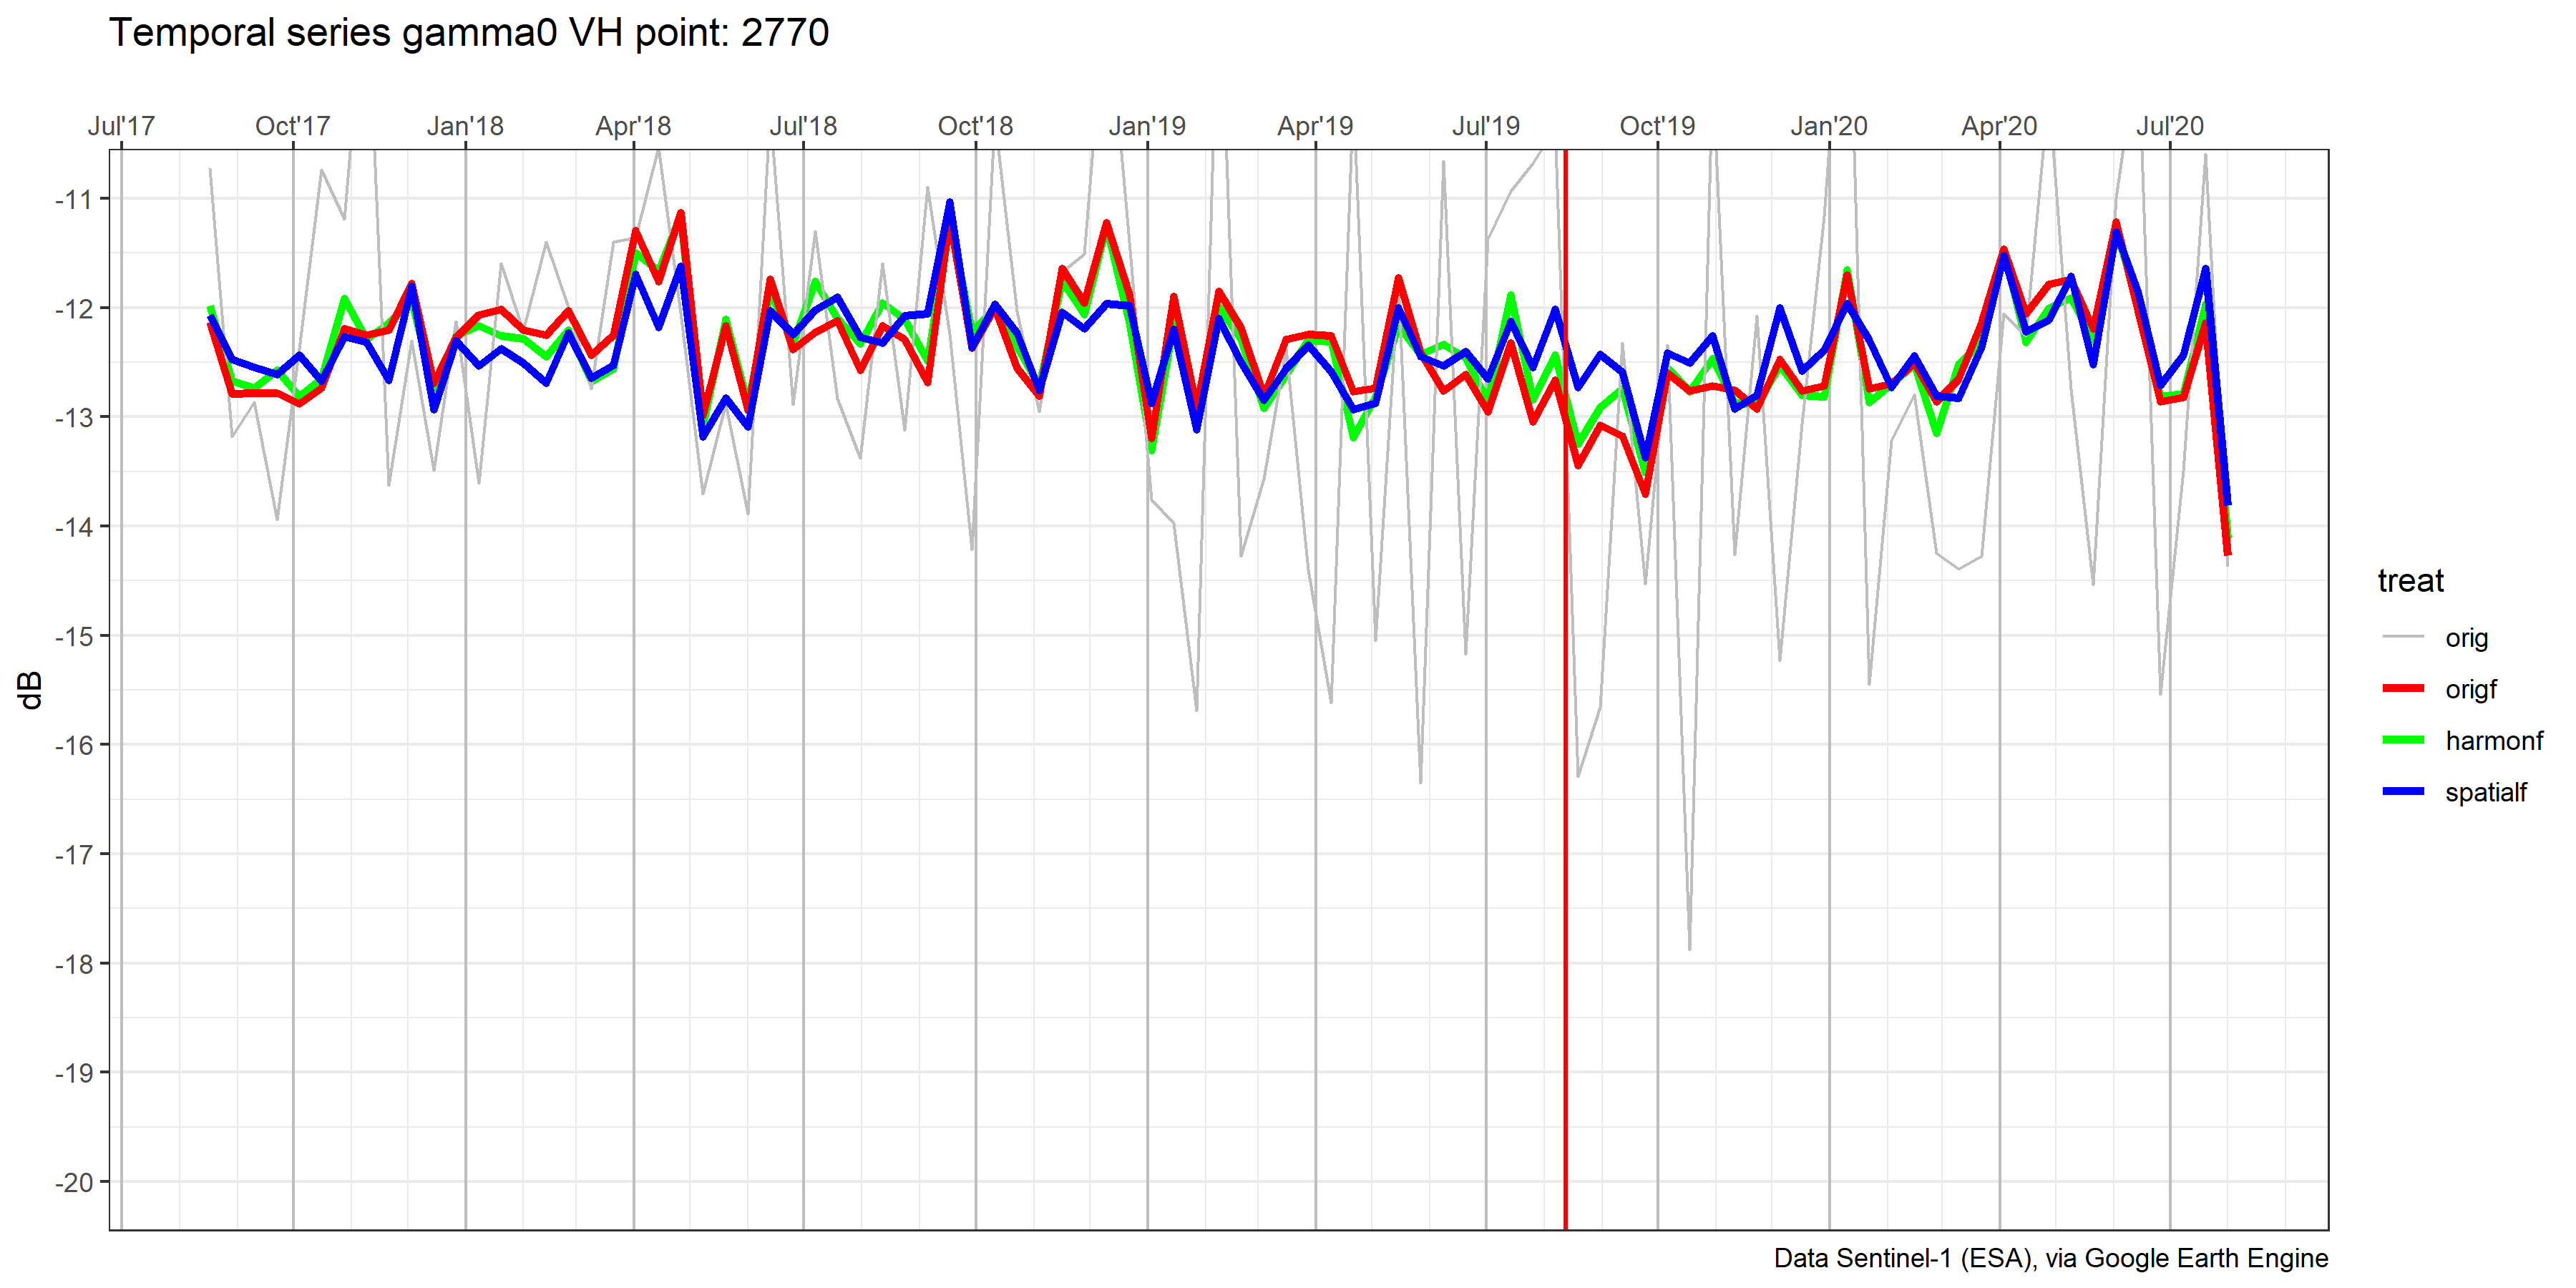 Temporal series gamma0 VH point: 2770
Jul'17 Oct'17 Jan'18 Apr'18 Jul'18 Oct'18 Jan'19 Apr'19 Jul'19 Oct'19 Jan'20 Apr'20 Jul'20
-11
-12
-13
-14
-15
-16
-17
-18
-19
-20
dB
treat
orig
origf
harmonf
spatialf
Data Sentinel-1 (ESA), via Google Earth Engine